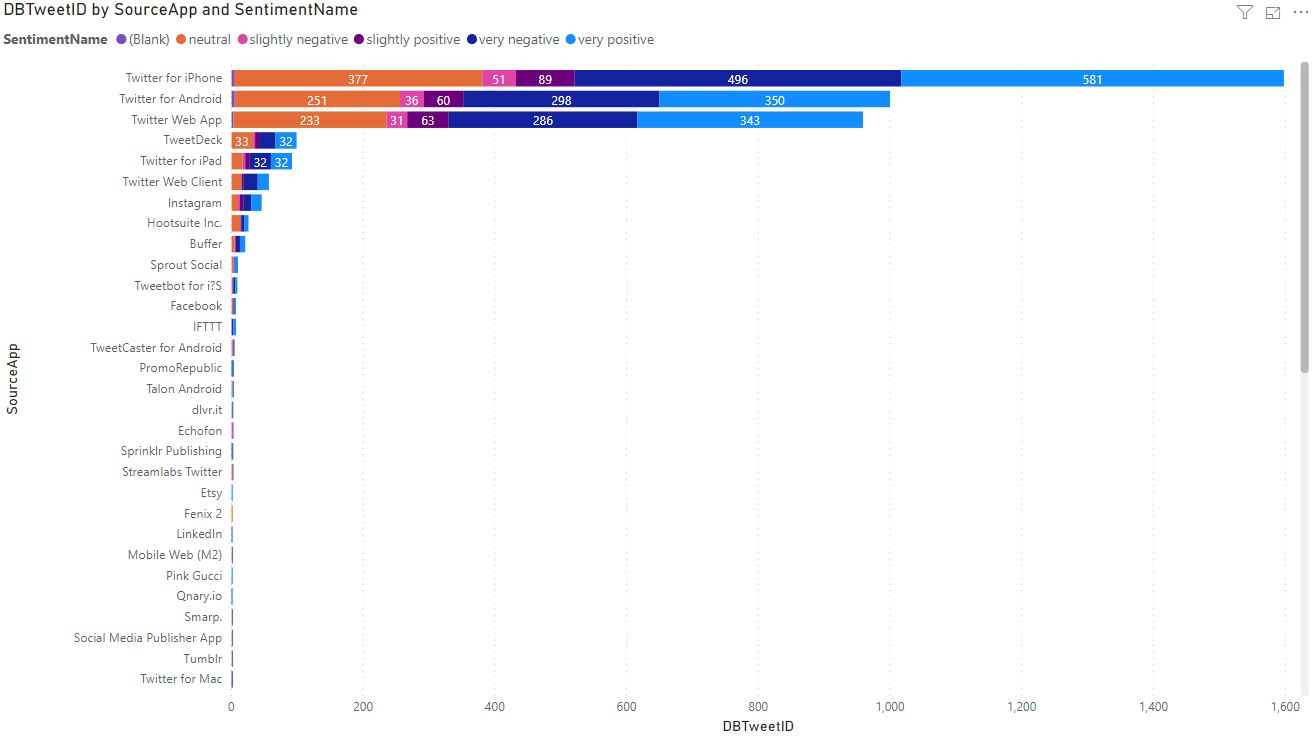 DBTweetID by SourceApp and SentimentName
SentimentName (Blank) neutral slightly negative slightly positive very negative very positive
Twitter for iPhone 377 51 89 496 581
Twitter for Android 251 36 60 298 350
Twitter Web App 233 31 63 286 343
TweetDeck 33 32
Twitter for iPad 32 32
Twitter Web Client
Instagram
Hootsuite Inc.
Buffer
Sprout Social
Tweetbot for i?S
Facebook
IFTTT
TweetCaster for Android
PromoRepublic
Talon Android
dlvr.it
Echofon
Sprinklr Publishing
Streamlabs Twitter
Etsy
Fenix 2
LinkedIn
Mobile Web (M2)
Pink Gucci
Qnary.io
Smarp.
Social Media Publisher App
Tumblr
Twitter for Mac
SourceApp
0 200 400 600 800 1,000 1,200 1,400 1,600
DBTweetID